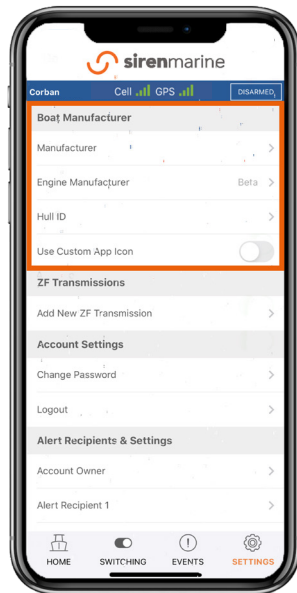 sirenmarine
Corban Cell GPS DISARMED
Boat Manufacturer
Manufacturer
Engine Manufacturer Beta
Hull ID
Use Custom App Icon
ZF Transmissions
Add New ZF Transmission
Account Settings
Change Password
Logout
Alert Recipients & Settings
Account Owner
Alert Recipient 1
HOME SWITCHING EVENTS SETTINGS